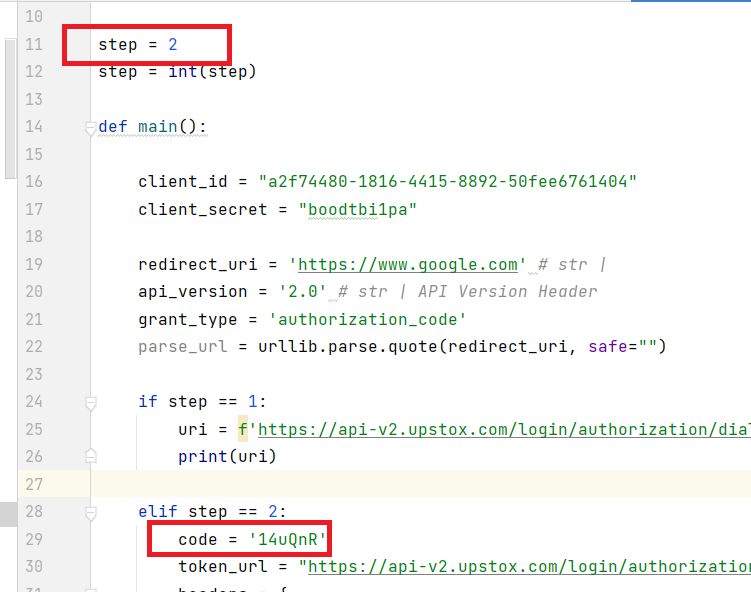 10
11 step = 2
12 step = int(step)
13
14 def main():
15
16 client_id = "a2f74480-1816-4415-8892-50fee6761404"
17 client_secret = "boodtbi1pa"
18
19 redirect_uri = 'https://www.google.com' # str |
20 api_version = '2.0' # str | API Version Header
21 grant_type = 'authorization_code'
22 parse_url = urllib.parse.quote(redirect_uri, safe="")
23
24 if step == 1:
25 uri = f'https://api-v2.upstox.com/login/authorization/dial
26 print(uri)
27
28 elif step == 2:
29 code = '14uQnR'
30 token_url = "https://api-v2.upstox.com/login/authorization
31 headers = {